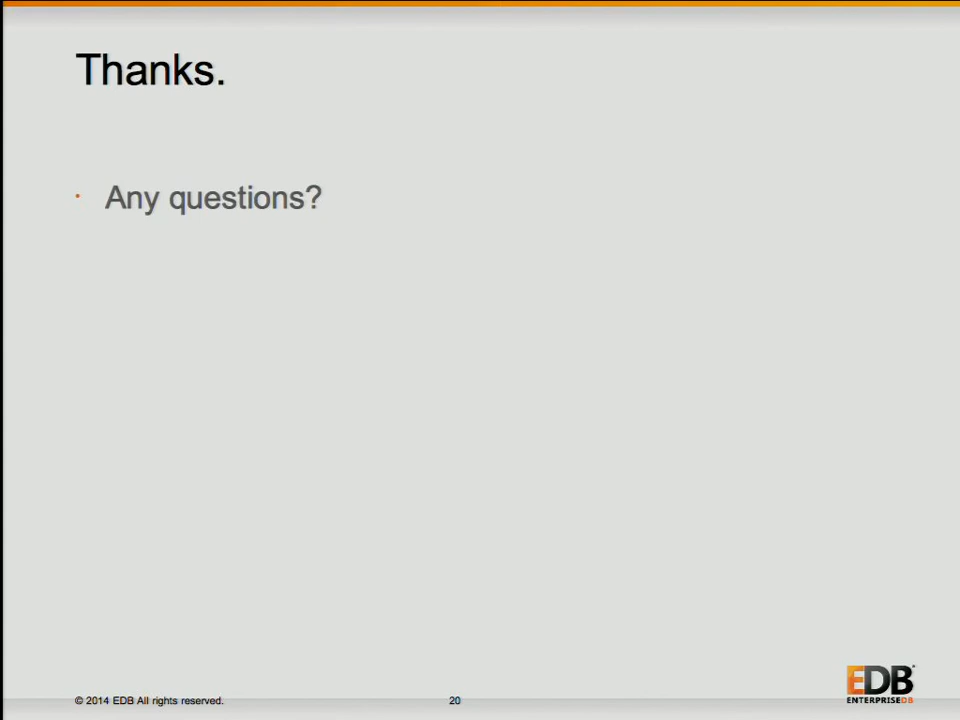 Thanks.
· Any questions?
© 2014 EDB All rights reserved.
20
EDB
ENTERPRISEDB